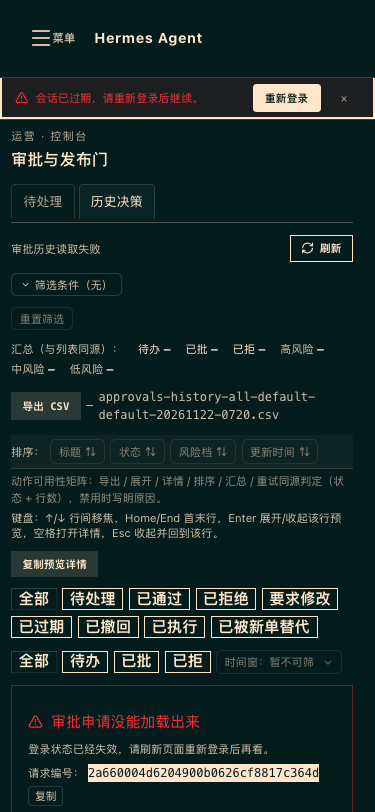 菜单 Hermes Agent
会话已过期，请重新登录后继续。 重新登录 ×
运营 · 控制台
审批与发布门
待处理 历史决策
审批历史读取失败 刷新
筛选条件（无）
重置筛选
汇总（与列表同源）： 待办 — 已批 — 已拒 — 高风险 —
中风险 — 低风险 —
导出 CSV — approvals-history-all-default-
default-20261122-0720.csv
排序： 标题 ⇅ 状态 ⇅ 风险档 ⇅ 更新时间 ⇅
动作可用性矩阵：导出 / 展开 / 详情 / 排序 / 汇总 / 重试同源判定（状
态 + 行数），禁用时写明原因。
键盘：↑/↓ 行间移焦，Home/End 首末行，Enter 展开/收起该行预
览，空格打开详情，Esc 收起并回到该行。
复制预览详情
全部 待处理 已通过 已拒绝 要求修改
已过期 已撤回 已执行 已被新单替代
全部 待办 已批 已拒 时间窗：暂不可筛
审批申请没能加载出来
登录状态已经失效，请刷新页面重新登录后再看。
请求编号： 2a660004d6204900b0626cf8817c364d
复制